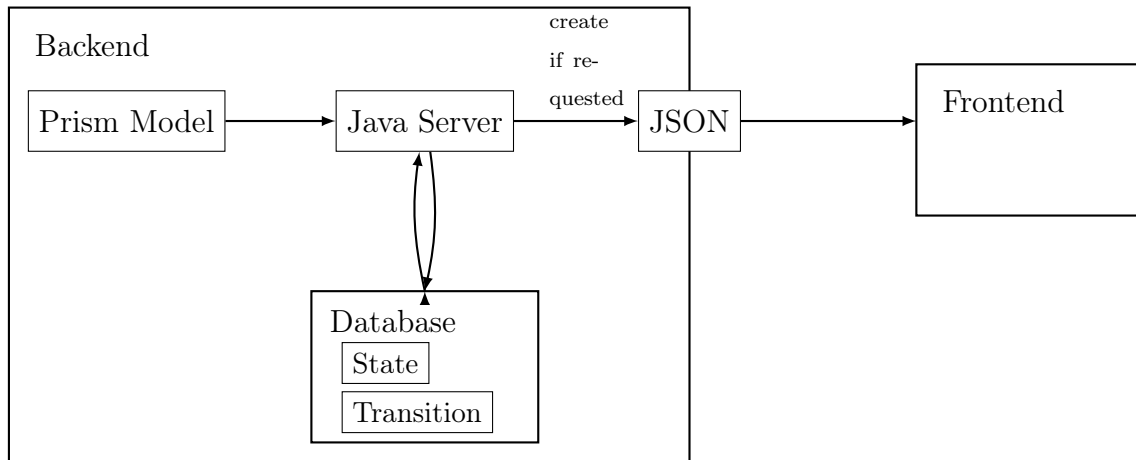 Backend
create
if re-
quested
Prism Model
Java Server
JSON
Frontend
Database
State
Transition